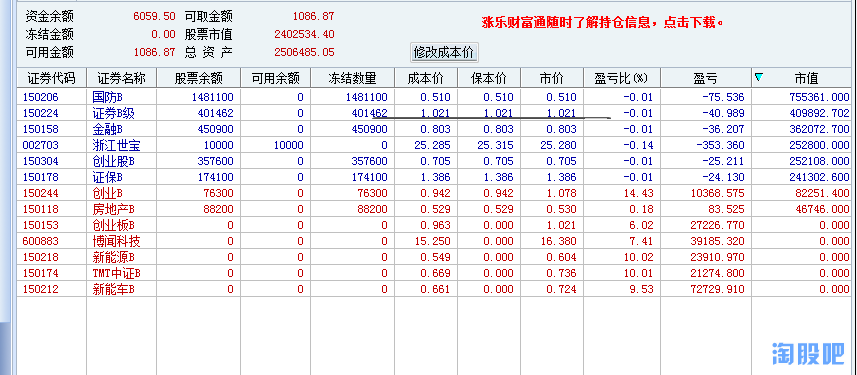 资金余额 6059.50 可取金额 1086.87
涨乐财富通随时了解持仓信息，点击下载。
冻结金额 0.00 股票市值 2402534.40
可用金额 1086.87 总 资 产 2506485.05 修改成本价
证券代码 证券名称 股票余额 可用余额 冻结数量 成本价 保本价 市价 盈亏比(%) 盈亏 市值
150206 国防B 1481100 0 1481100 0.510 0.510 0.510 -0.01 -75.536 755361.000
150224 证券B级 401462 0 401462 1.021 1.021 1.021 -0.01 -40.989 409892.702
150158 金融B 450900 0 450900 0.803 0.803 0.803 -0.01 -36.207 362072.700
002703 浙江世宝 10000 10000 0 25.285 25.315 25.280 -0.14 -353.360 252800.000
150304 创业股B 357600 0 357600 0.705 0.705 0.705 -0.01 -25.211 252108.000
150178 证保B 174100 0 174100 1.386 1.386 1.386 -0.01 -24.130 241302.600
150244 创业B 76300 0 76300 0.942 0.942 1.078 14.43 10368.575 82251.400
150118 房地产B 88200 0 88200 0.529 0.529 0.530 0.18 83.525 46746.000
150153 创业板B 0 0 0 0.963 0.000 1.021 6.02 27226.770 0.000
600883 博闻科技 0 0 0 15.250 0.000 16.380 7.41 39185.320 0.000
150218 新能源B 0 0 0 0.549 0.000 0.604 10.02 23910.970 0.000
150174 TMT中证B 0 0 0 0.669 0.000 0.736 10.01 21274.800 0.000
150212 新能车B 0 0 0 0.661 0.000 0.724 9.53 72729.910 0.000
淘股吧